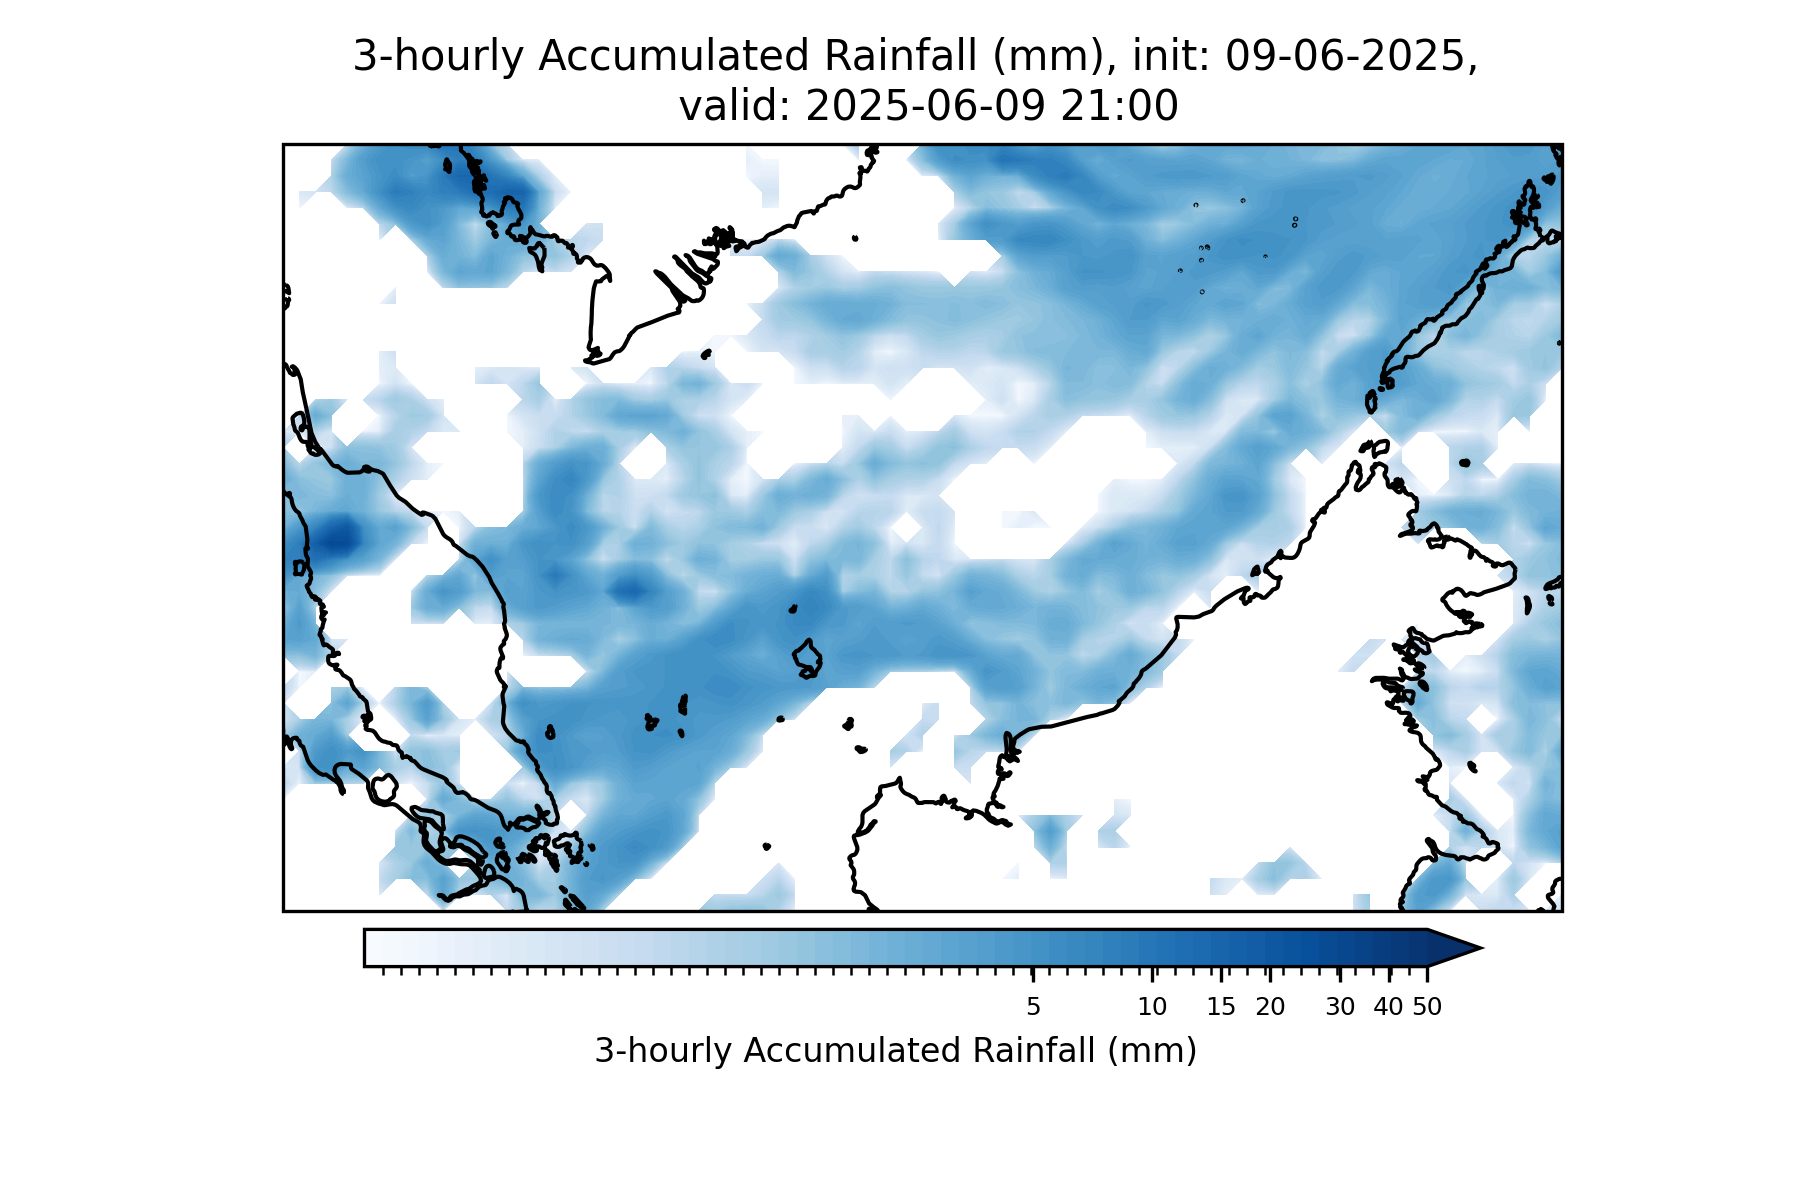 3-hourly Accumulated Rainfall (mm), init: 09-06-2025,
valid: 2025-06-09 21:00
5 10 15 20 30 40 50
3-hourly Accumulated Rainfall (mm)